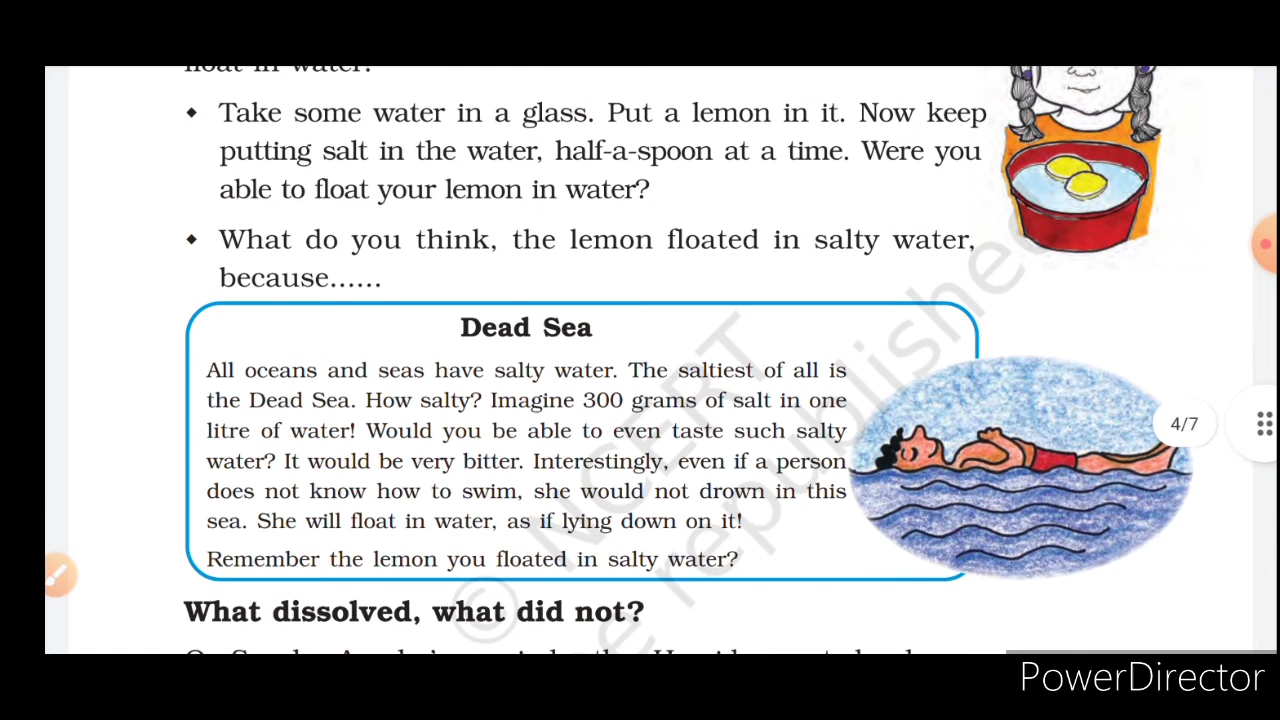 float in water?
◆ Take some water in a glass. Put a lemon in it. Now keep
putting salt in the water, half-a-spoon at a time. Were you
able to float your lemon in water?
◆ What do you think, the lemon floated in salty water,
because......
Dead Sea
All oceans and seas have salty water. The saltiest of all is
the Dead Sea. How salty? Imagine 300 grams of salt in one
litre of water! Would you be able to even taste such salty
water? It would be very bitter. Interestingly, even if a person
does not know how to swim, she would not drown in this
sea. She will float in water, as if lying down on it!
Remember the lemon you floated in salty water?
4/7
What dissolved, what did not?
© NCERT
be republished
PowerDirector